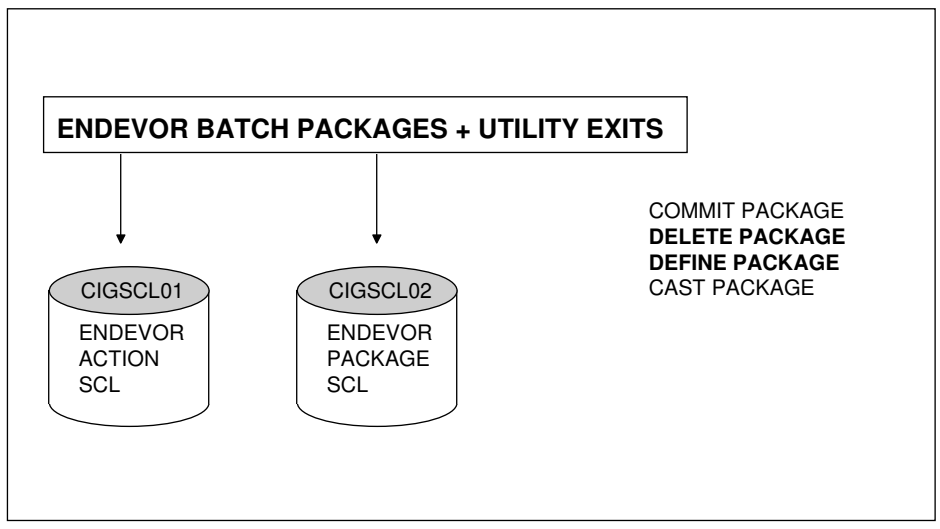 ENDEVOR BATCH PACKAGES + UTILITY EXITS
COMMIT PACKAGE
DELETE PACKAGE
DEFINE PACKAGE
CAST PACKAGE
CIGSCL01
ENDEVOR
ACTION
SCL
CIGSCL02
ENDEVOR
PACKAGE
SCL